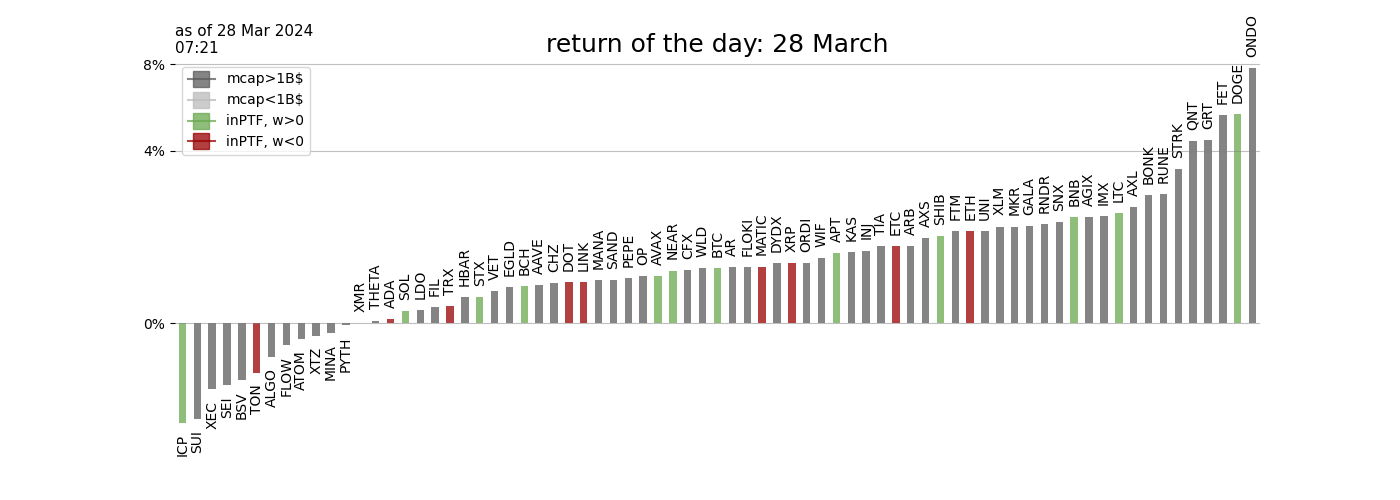 as of 28 Mar 2024
07:21
return of the day: 28 March
8%
4%
0%
mcap>1B$
mcap<1B$
inPTF, w>0
inPTF, w<0
ICP
SUI
XEC
SEI
BSV
TON
ALGO
FLOW
ATOM
XTZ
MINA
PYTH
XMR
THETA
ADA
SOL
LDO
FIL
TRX
HBAR
STX
VET
EGLD
BCH
AAVE
CHZ
DOT
LINK
MANA
SAND
PEPE
OP
AVAX
NEAR
CFX
WLD
BTC
AR
FLOKI
MATIC
DYDX
XRP
ORDI
WIF
APT
KAS
INJ
TIA
ETC
ARB
AXS
SHIB
FTM
ETH
UNI
XLM
MKR
GALA
RNDR
SNX
BNB
AGIX
IMX
LTC
AXL
BONK
RUNE
STRK
QNT
GRT
FET
DOGE
ONDO